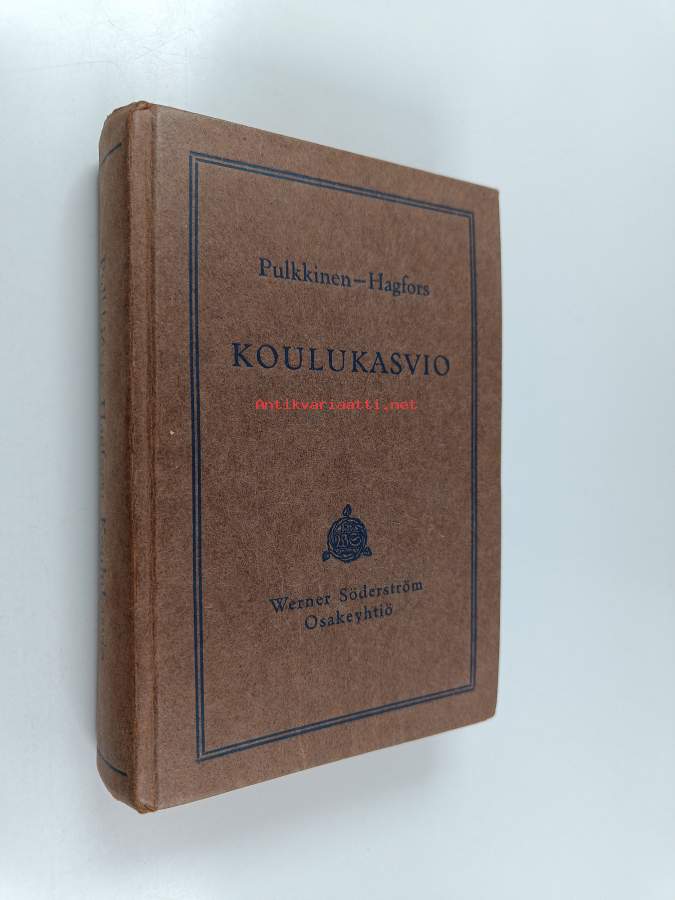 Pulkkinen—Hagfors
KOULUKASVIO
Antikvariaatti.net
Werner Söderström
Osakeyhtiö